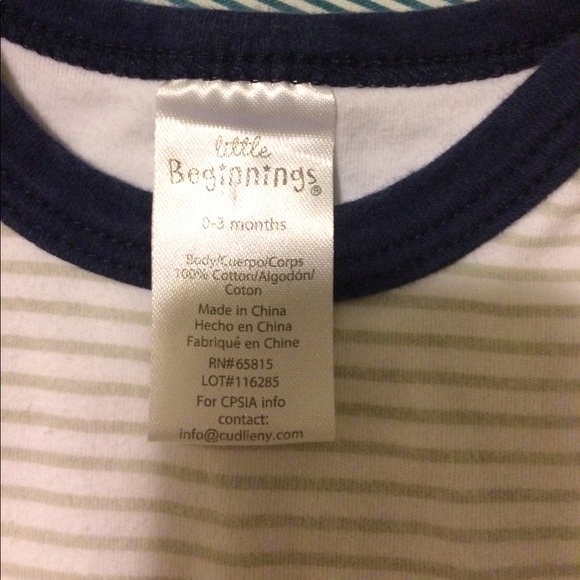 little
Beginnings®
0-3 months
Body/Cuerpo/Corps
100% Cotton/Algodón/
Coton
Made in China
Hecho en China
Fabriqué en Chine
RN#65815
LOT#116285
For CPSIA info
contact:
info@cudlieny.com